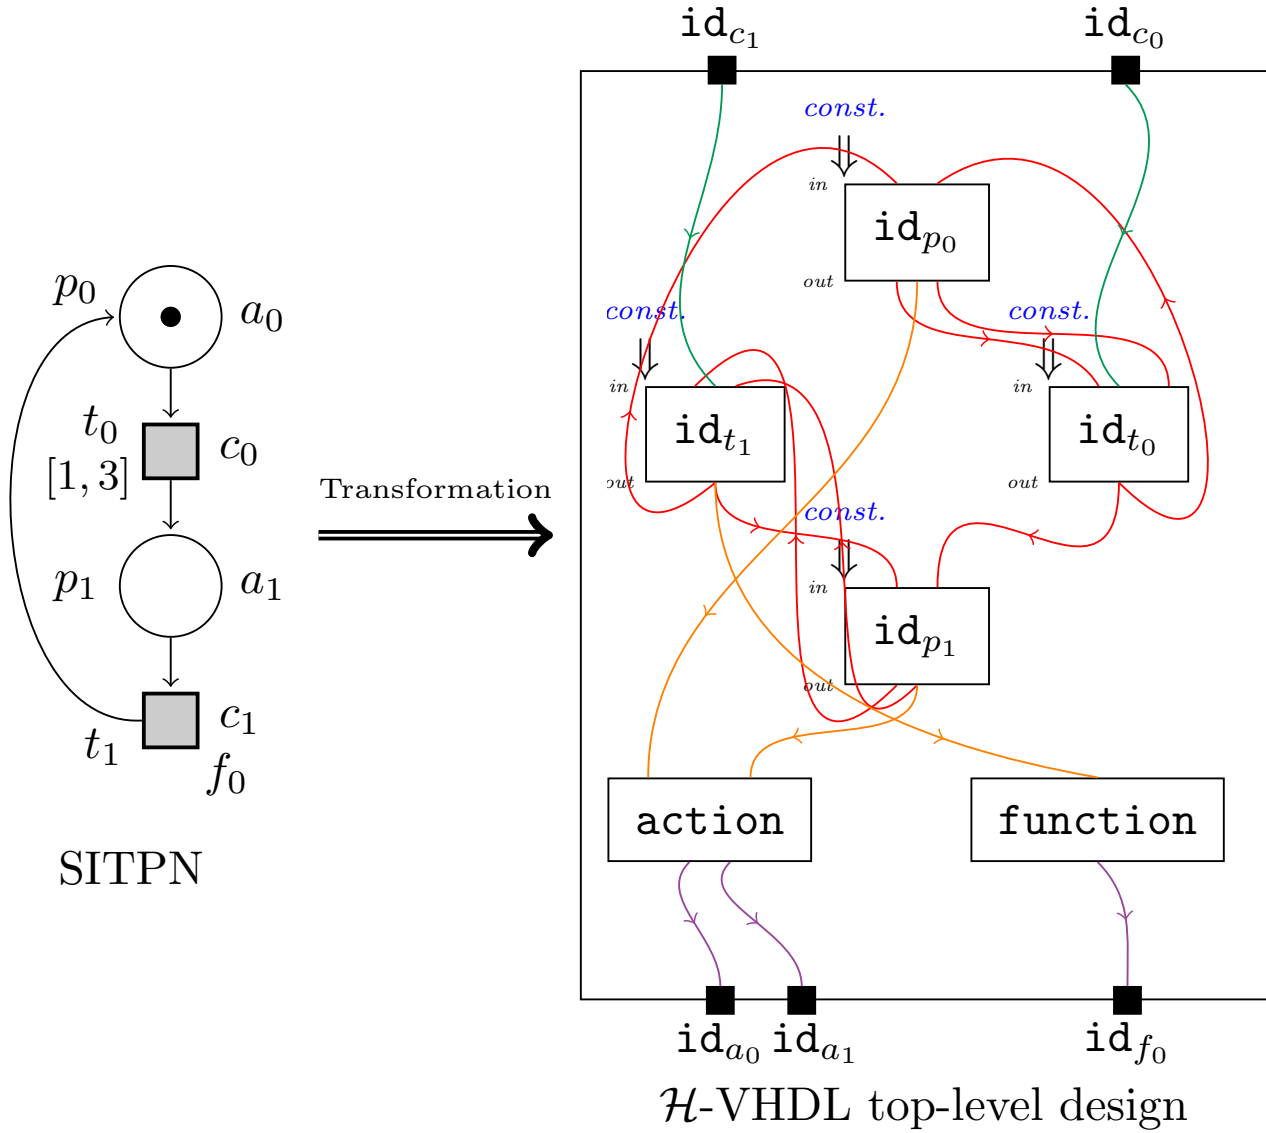 id_{c_1} id_{c_0}
const.
in
id_{p_0}
out
p_0 a_0
const. const.
in in
t_0 c_0
[1, 3]
id_{t_1} id_{t_0}
out out
Transformation
const.
in
p_1 a_1
id_{p_1}
out
c_1
t_1
f_0
action function
SITPN
id_{a_0} id_{a_1} id_{f_0}
ℋ-VHDL top-level design